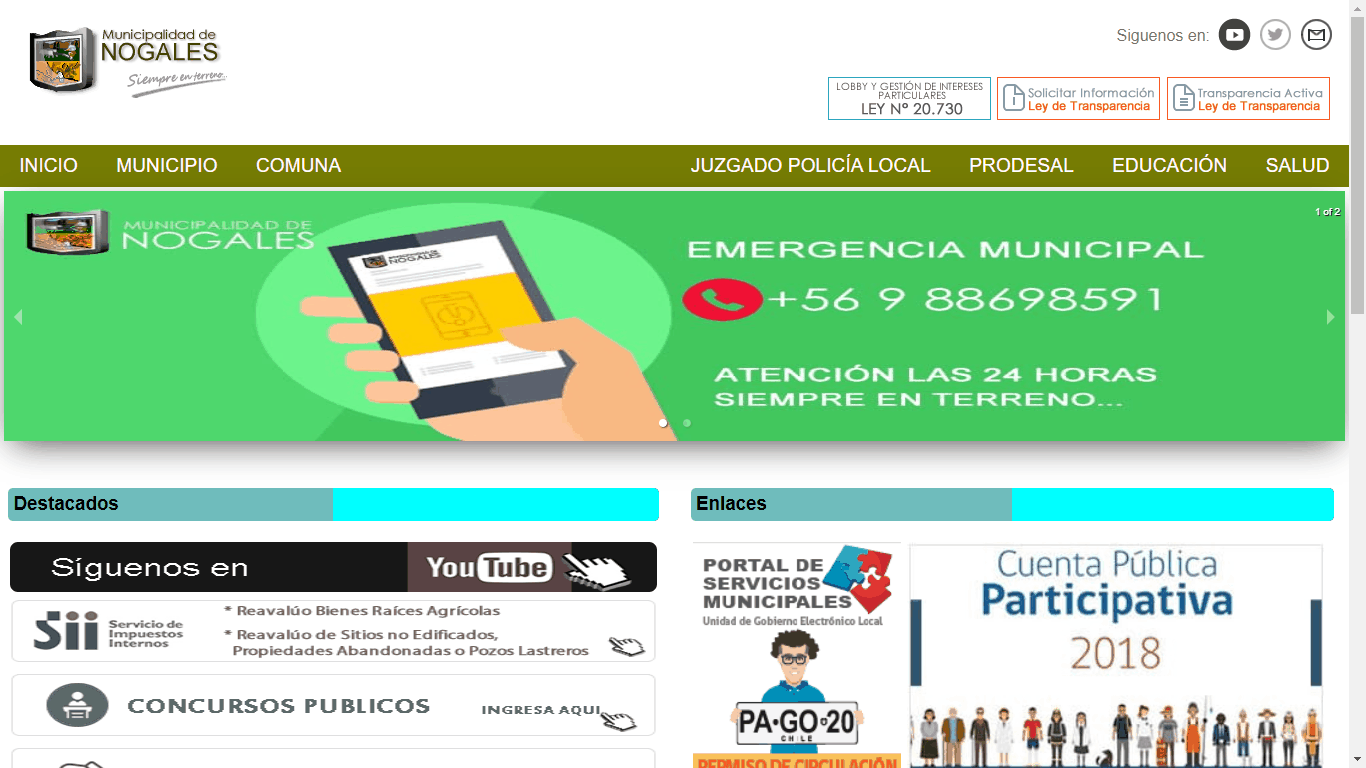 Municipalidad de
NOGALES
Siempre en terreno..
Siguenos en:
LOBBY Y GESTIÓN DE INTERESES
PARTICULARES
LEY Nº 20.730
Solicitar Información
Ley de Transparencia
Transparencia Activa
Ley de Transparencia
INICIO MUNICIPIO COMUNA JUZGADO POLICÍA LOCAL PRODESAL EDUCACIÓN SALUD
1 of 2
MUNICIPALIDAD DE
NOGALES
NOGALES
EMERGENCIA MUNICIPAL
+56 9 88698591
ATENCIÓN LAS 24 HORAS
SIEMPRE EN TERRENO...
Destacados
Síguenos en YouTube
Sii Servicio de
Impuestos
Internos
* Reavalúo Bienes Raíces Agrícolas
* Reavalúo de Sitios no Edificados,
Propiedades Abandonadas o Pozos Lastreros
CONCURSOS PUBLICOS INGRESA AQUI
Enlaces
PORTAL DE
SERVICIOS
MUNICIPALES
Unidad de Gobierno Electrónico Local
PA·GO·20
CHILE
PERMISO DE CIRCULACIÓN
Cuenta Pública
Participativa
2018